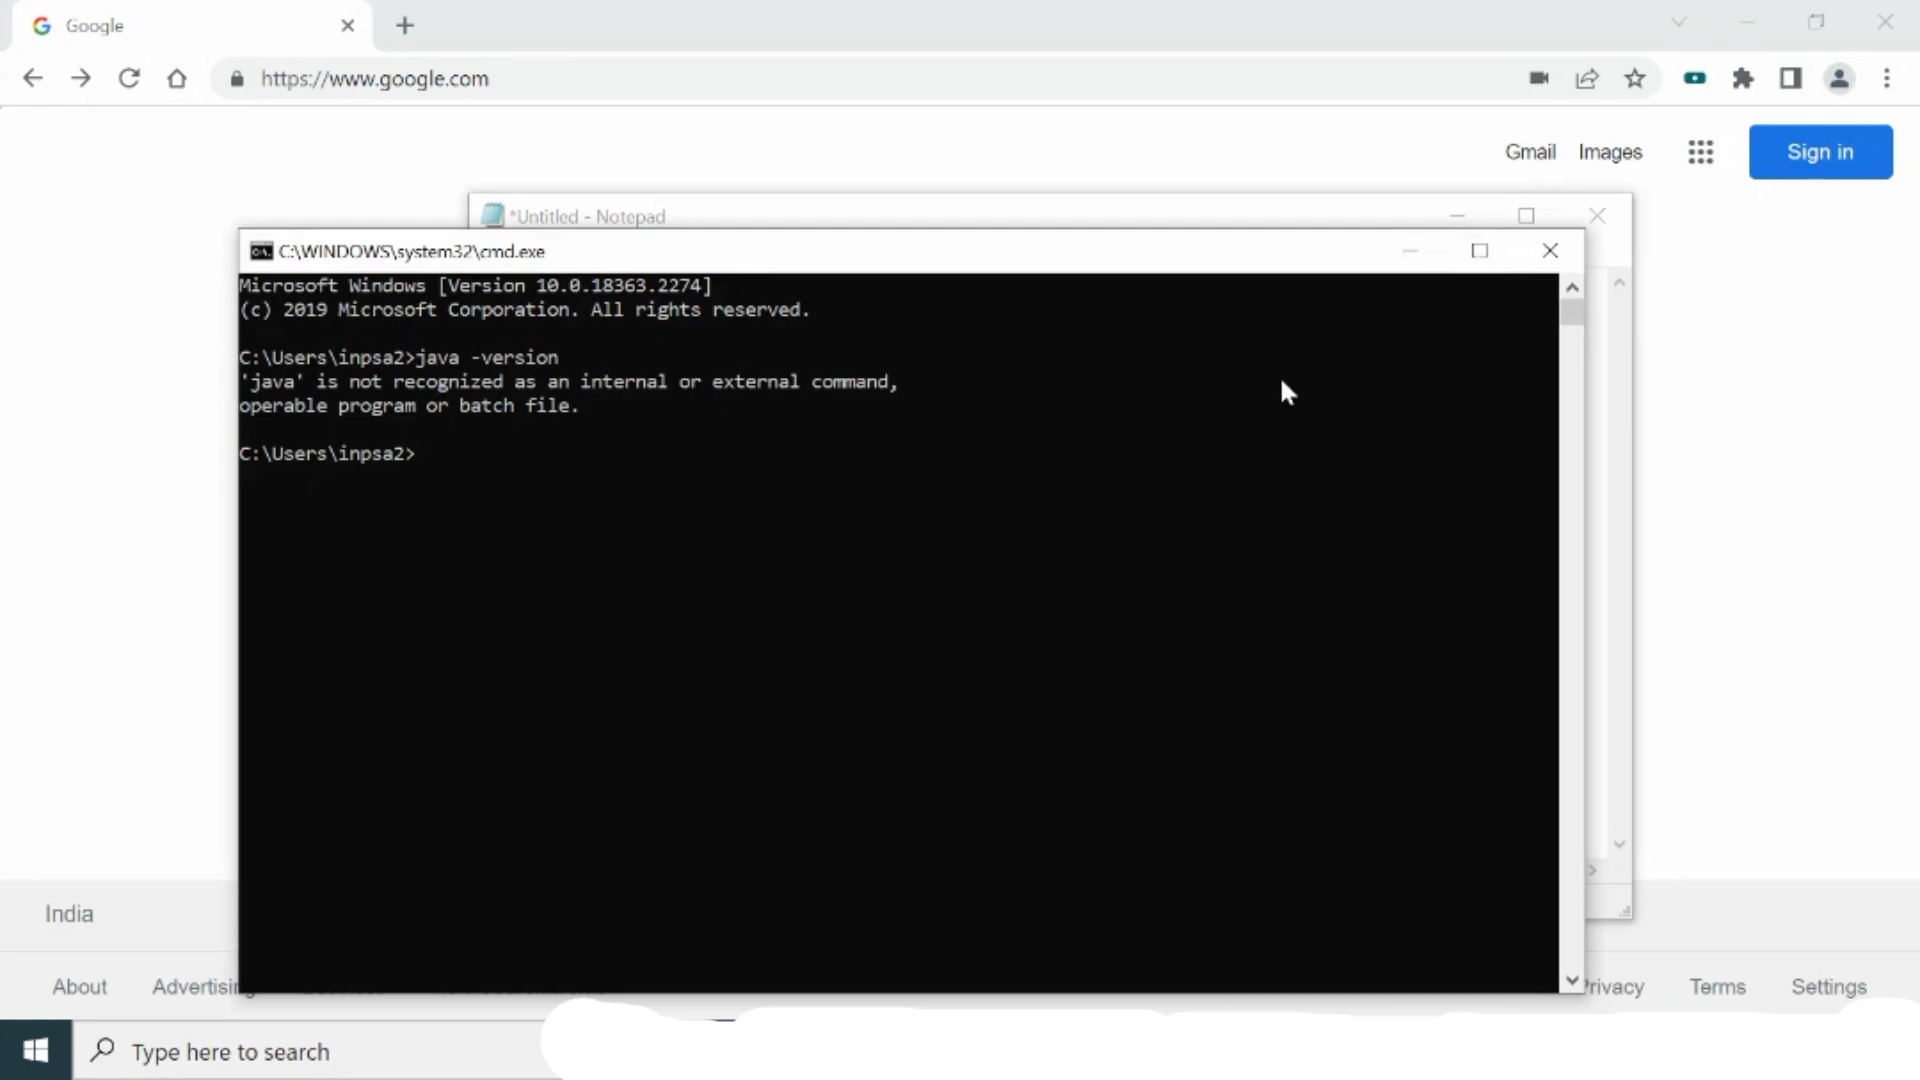 Google
https://www.google.com
Gmail Images Sign in
*Untitled - Notepad
C:\WINDOWS\system32\cmd.exe
Microsoft Windows [Version 10.0.18363.2274]
(c) 2019 Microsoft Corporation. All rights reserved.
C:\Users\inpsa2>java -version
'java' is not recognized as an internal or external command,
operable program or batch file.
C:\Users\inpsa2>
India
About Advertising Privacy Terms Settings
Type here to search